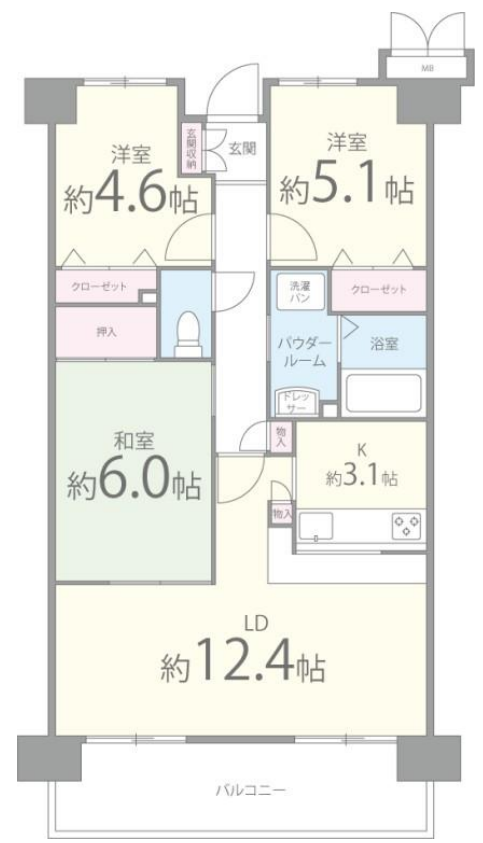 MB
洋室
約4.6帖
玄関収納
玄関
洋室
約5.1帖
クローゼット
押入
洗濯
パン
クローゼット
パウダー
ルーム
浴室
ドレッ
サー
和室
約6.0帖
物入
K
約3.1帖
物入
LD
約12.4帖
バルコニー